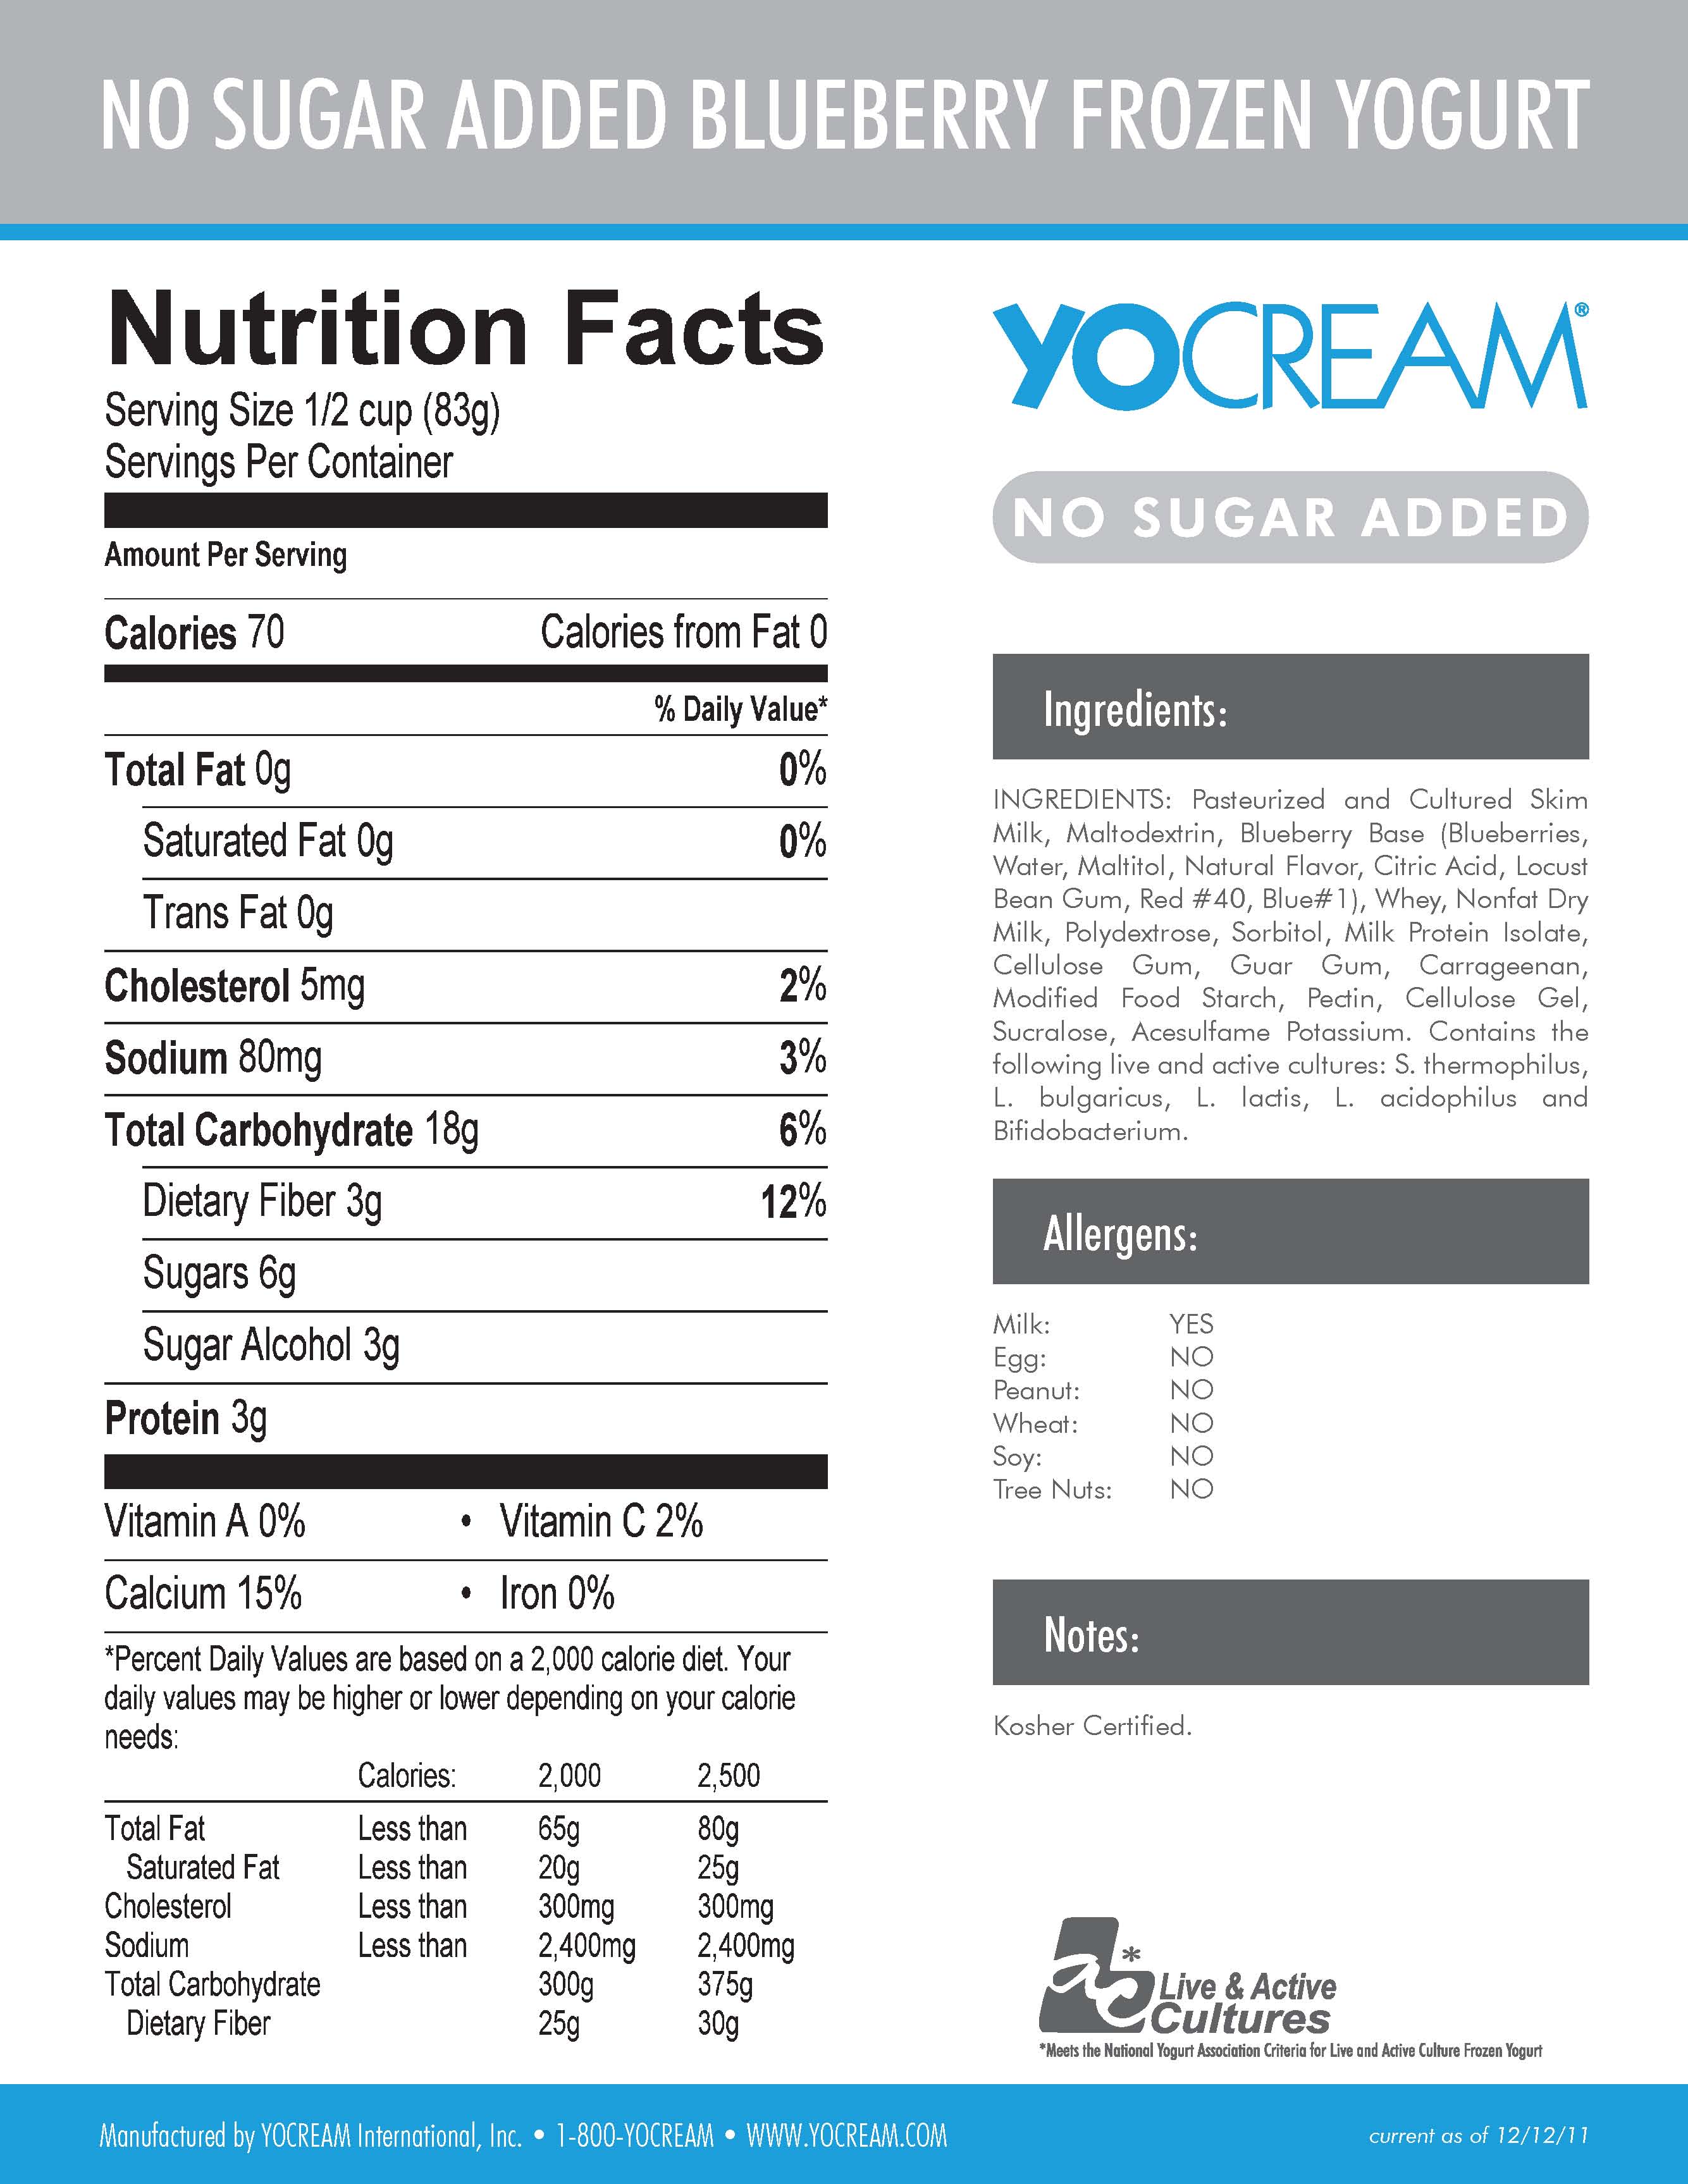 NO SUGAR ADDED BLUEBERRY FROZEN YOGURT
Nutrition Facts
Serving Size 1/2 cup (83g)
Servings Per Container
Amount Per Serving
Calories 70 Calories from Fat 0
% Daily Value*
Total Fat 0g 0%
Saturated Fat 0g 0%
Trans Fat 0g
Cholesterol 5mg 2%
Sodium 80mg 3%
Total Carbohydrate 18g 6%
Dietary Fiber 3g 12%
Sugars 6g
Sugar Alcohol 3g
Protein 3g
Vitamin A 0% • Vitamin C 2%
Calcium 15% • Iron 0%
*Percent Daily Values are based on a 2,000 calorie diet. Your
daily values may be higher or lower depending on your calorie
needs:
Calories: 2,000 2,500
Total Fat Less than 65g 80g
Saturated Fat Less than 20g 25g
Cholesterol Less than 300mg 300mg
Sodium Less than 2,400mg 2,400mg
Total Carbohydrate 300g 375g
Dietary Fiber 25g 30g
YOCREAM®
NO SUGAR ADDED
Ingredients:
INGREDIENTS: Pasteurized and Cultured Skim
Milk, Maltodextrin, Blueberry Base (Blueberries,
Water, Maltitol, Natural Flavor, Citric Acid, Locust
Bean Gum, Red #40, Blue#1), Whey, Nonfat Dry
Milk, Polydextrose, Sorbitol, Milk Protein Isolate,
Cellulose Gum, Guar Gum, Carrageenan,
Modified Food Starch, Pectin, Cellulose Gel,
Sucralose, Acesulfame Potassium. Contains the
following live and active cultures: S. thermophilus,
L. bulgaricus, L. lactis, L. acidophilus and
Bifidobacterium.
Allergens:
Milk: YES
Egg: NO
Peanut: NO
Wheat: NO
Soy: NO
Tree Nuts: NO
Notes:
Kosher Certified.
ac*
Live & Active
Cultures
*Meets the National Yogurt Association Criteria for Live and Active Culture Frozen Yogurt
Manufactured by YOCREAM International, Inc. • 1-800-YOCREAM • WWW.YOCREAM.COM
current as of 12/12/11